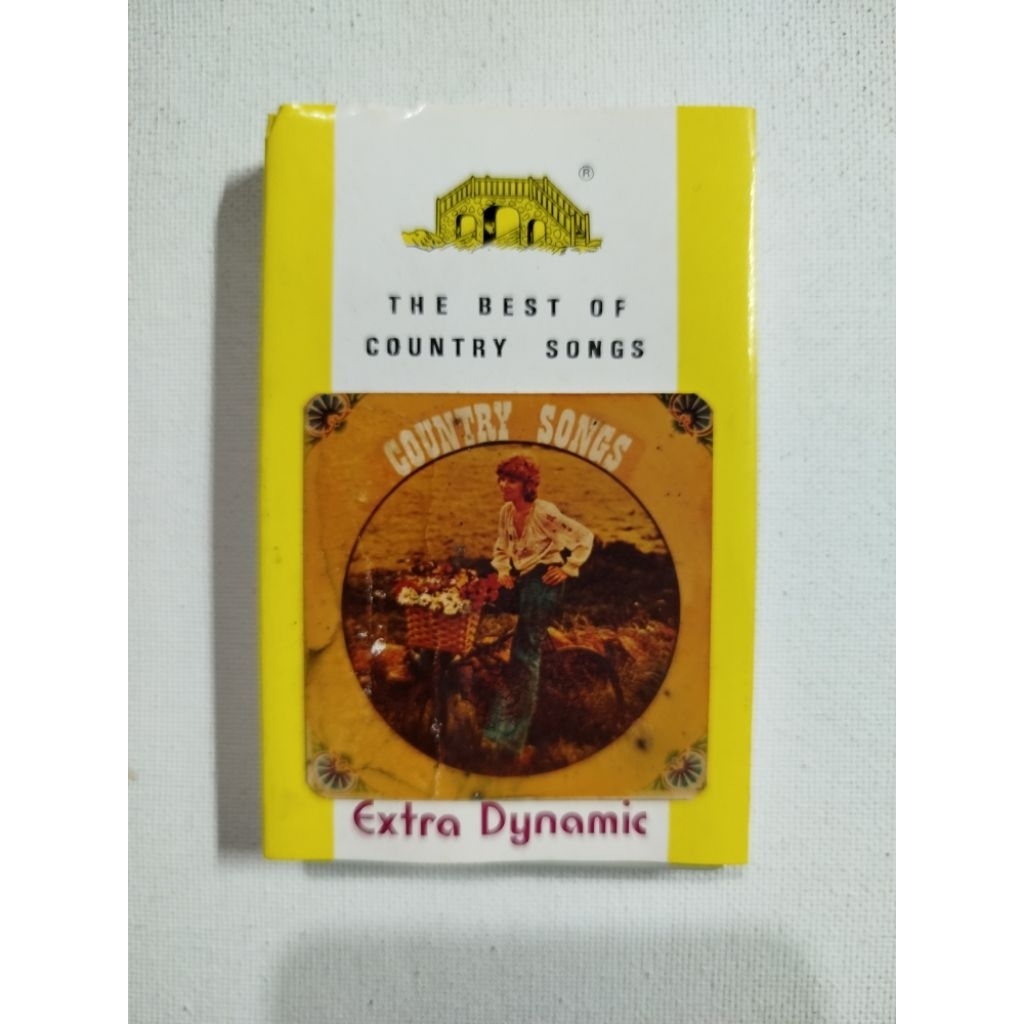 ®
THE BEST OF
COUNTRY SONGS
COUNTRY SONGS
Extra Dynamic